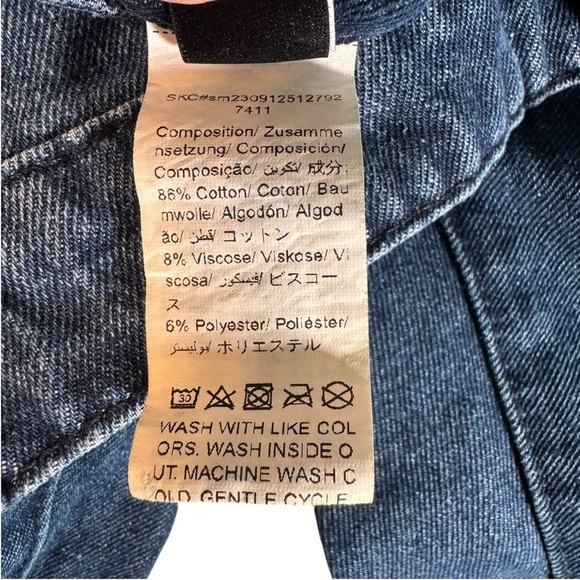 SKC#sm230912512792
7411
Composition/ Zusamme
nsetzung/ Composición/
Composição/ تكوين/ 成分:
86% Cotton/ Coton/ Bau
mwolle/ Algodón/ Algod
ão/ قطن/ コットン
8% Viscose/ Viskose/ Vi
scosa/ فيسكوز/ ビスコー
ス
6% Polyester/ Poliéster/
بوليستر/ ポリエステル
30
WASH WITH LIKE COL
ORS. WASH INSIDE O
UT. MACHINE WASH C
OLD. GENTLE CYCLE